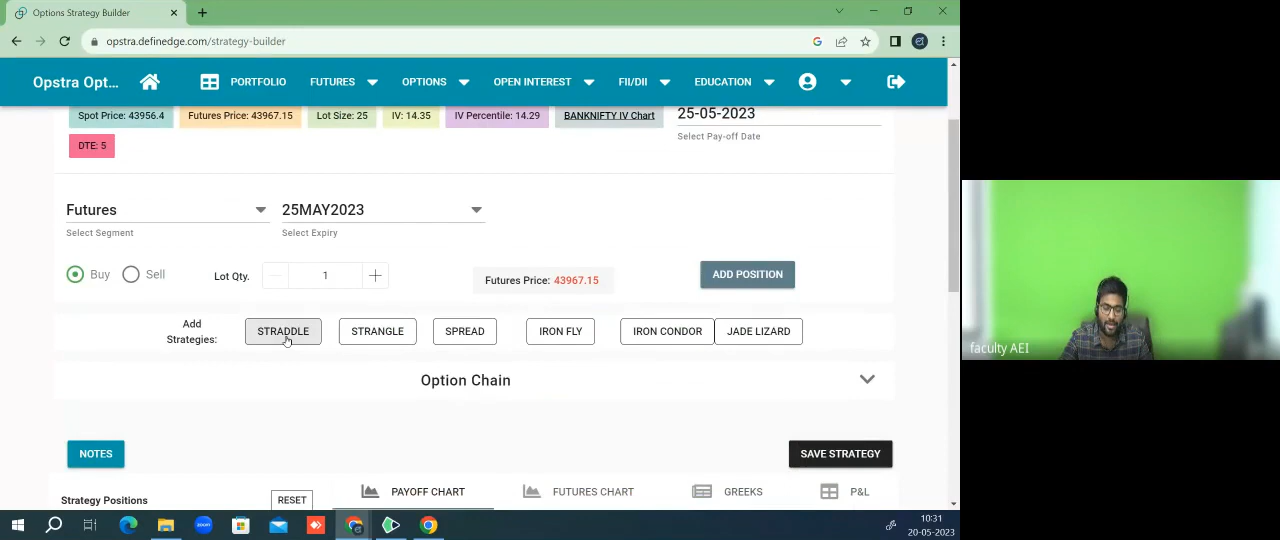 Options Strategy Builder
opstra.definedge.com/strategy-builder
Opstra Opt... PORTFOLIO FUTURES OPTIONS OPEN INTEREST FII/DII EDUCATION
Spot Price: 43956.4 Futures Price: 43967.15 Lot Size: 25 IV: 14.35 IV Percentile: 14.29 BANKNIFTY IV Chart
25-05-2023
Select Pay-off Date
DTE: 5
Futures 25MAY2023
Select Segment Select Expiry
Buy Sell Lot Qty. 1 Futures Price: 43967.15 ADD POSITION
Add
Strategies:
STRADDLE STRANGLE SPREAD IRON FLY IRON CONDOR JADE LIZARD
Option Chain
NOTES SAVE STRATEGY
Strategy Positions RESET PAYOFF CHART FUTURES CHART GREEKS P&L
faculty AEI
zoom
10:31
20-05-2023